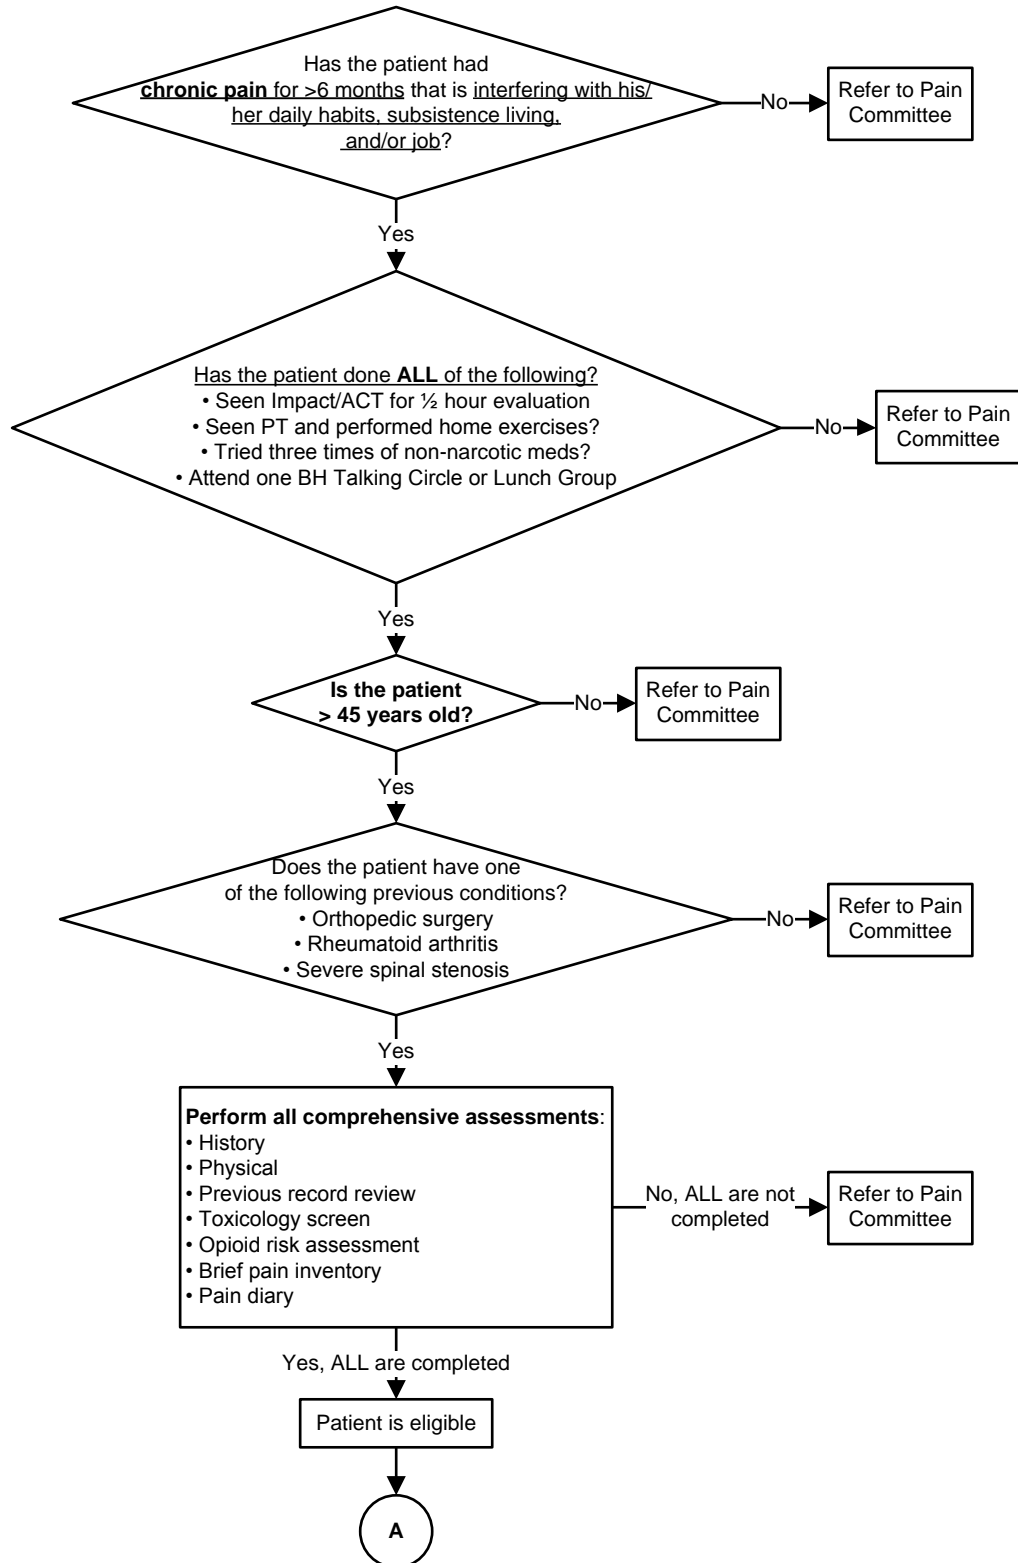 Has the patient had
chronic pain for >6 months that is interfering with his/
her daily habits, subsistence living,
and/or job?
No
Refer to Pain
Committee
Yes
Has the patient done ALL of the following?
• Seen Impact/ACT for ½ hour evaluation
• Seen PT and performed home exercises?
• Tried three times of non-narcotic meds?
• Attend one BH Talking Circle or Lunch Group
No
Refer to Pain
Committee
Yes
Is the patient
> 45 years old?
No
Refer to Pain
Committee
Yes
Does the patient have one
of the following previous conditions?
• Orthopedic surgery
• Rheumatoid arthritis
• Severe spinal stenosis
No
Refer to Pain
Committee
Yes
Perform all comprehensive assessments:
• History
• Physical
• Previous record review
• Toxicology screen
• Opioid risk assessment
• Brief pain inventory
• Pain diary
No, ALL are not
completed
Refer to Pain
Committee
Yes, ALL are completed
Patient is eligible
A